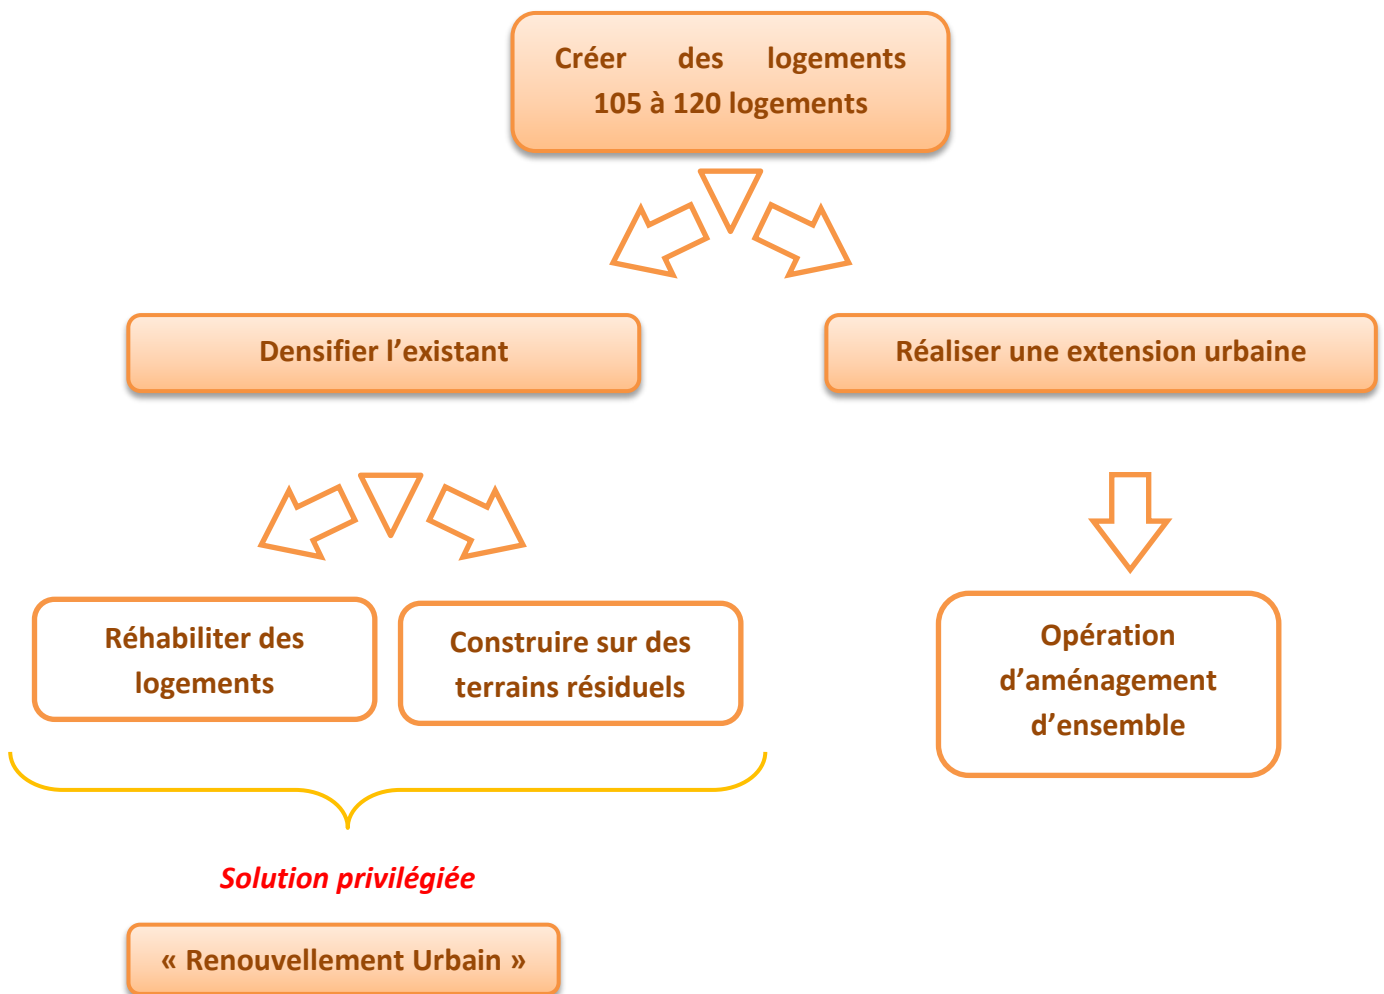 Créer des logements
105 à 120 logements
Densifier l’existant
Réaliser une extension urbaine
Réhabiliter des
logements
Construire sur des
terrains résiduels
Opération
d’aménagement
d’ensemble
Solution privilégiée
« Renouvellement Urbain »